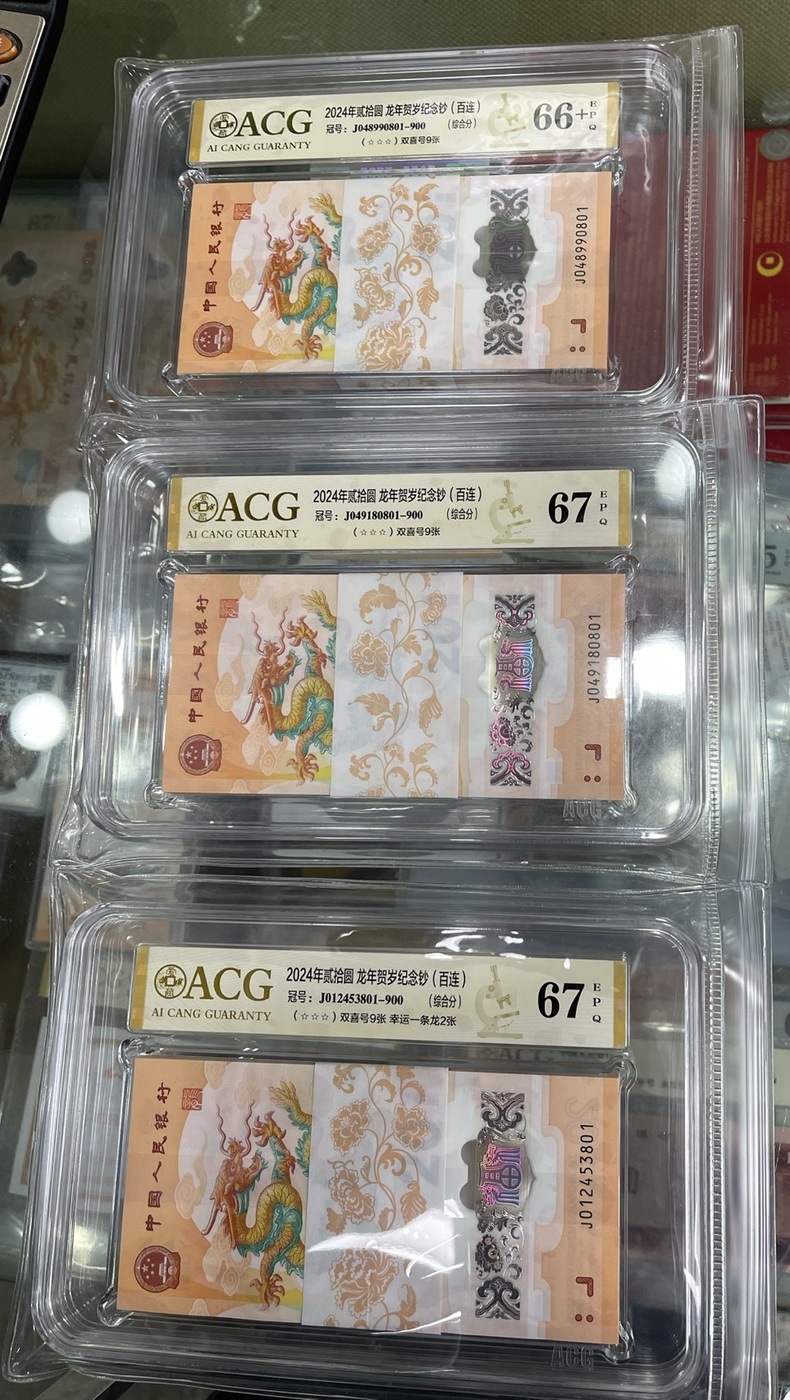 ACG
AI CANG GUARANTY
2024年贰拾圆 龙年贺岁纪念钞（百连）
冠号：J048990801-900 （综合分）
（☆☆☆）双喜号9张
66+
EPQ
中国人民银行
J048990801
ACG
ACG
AI CANG GUARANTY
2024年贰拾圆 龙年贺岁纪念钞（百连）
冠号：J049180801-900 （综合分）
（☆☆☆）双喜号9张
67
EPQ
中国人民银行
J049180801
ACG
ACG
AI CANG GUARANTY
2024年贰拾圆 龙年贺岁纪念钞（百连）
冠号：J012453801-900 （综合分）
（☆☆☆）双喜号9张 幸运一条龙2张
67
EPQ
中国人民银行
J012453801
ACG